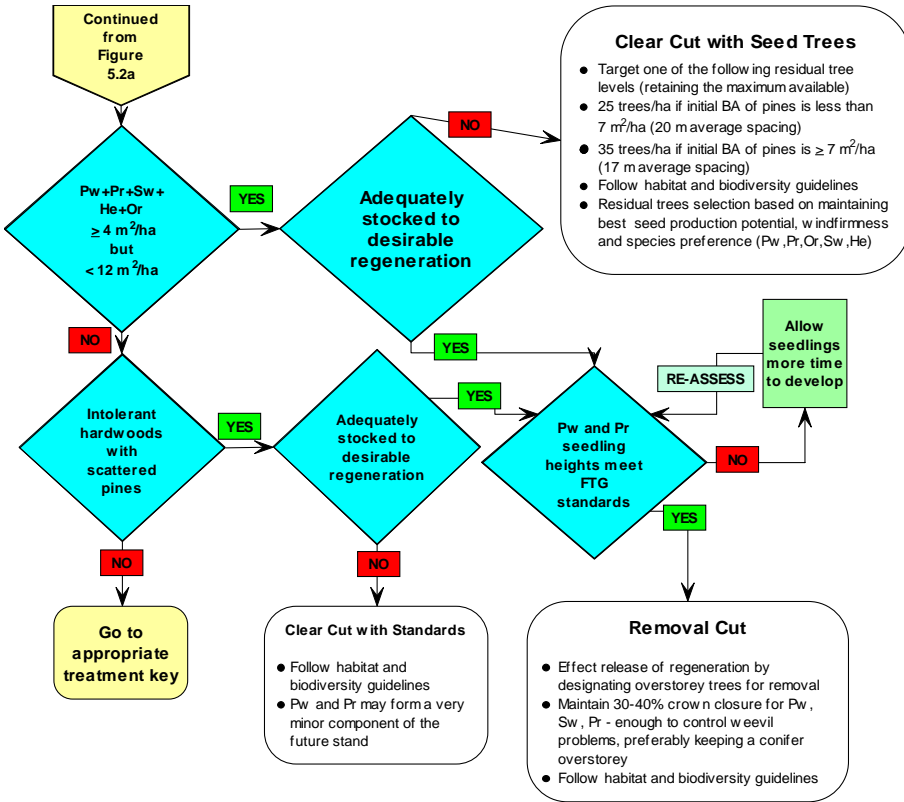 Continued
from
Figure
5.2a
Clear Cut with Seed Trees
● Target one of the following residual tree
levels (retaining the maximum available)
● 25 trees/ha if initial BA of pines is less than
7 m²/ha (20 m average spacing)
● 35 trees/ha if initial BA of pines is ≥ 7 m²/ha
(17 m average spacing)
● Follow habitat and biodiversity guidelines
● Residual trees selection based on maintaining
best seed production potential, windfirmness
and species preference (Pw,Pr,Or,Sw,He)
NO
Pw+Pr+Sw+
He+Or
≥ 4 m²/ha
but
< 12 m²/ha
YES
Adequately
stocked to
desirable
regeneration
NO
YES
Allow
seedlings
more time
to develop
RE-ASSESS
Intolerant
hardwoods
with
scattered
pines
YES
Adequately
stocked to
desirable
regeneration
YES
Pw and Pr
seedling
heights meet
FTG
standards
NO
YES
NO
NO
Go to
appropriate
treatment key
Clear Cut with Standards
● Follow habitat and
biodiversity guidelines
● Pw and Pr may form a very
minor component of the
future stand
Removal Cut
● Effect release of regeneration by
designating overstorey trees for removal
● Maintain 30-40% crown closure for Pw,
Sw, Pr - enough to control weevil
problems, preferably keeping a conifer
overstorey
● Follow habitat and biodiversity guidelines